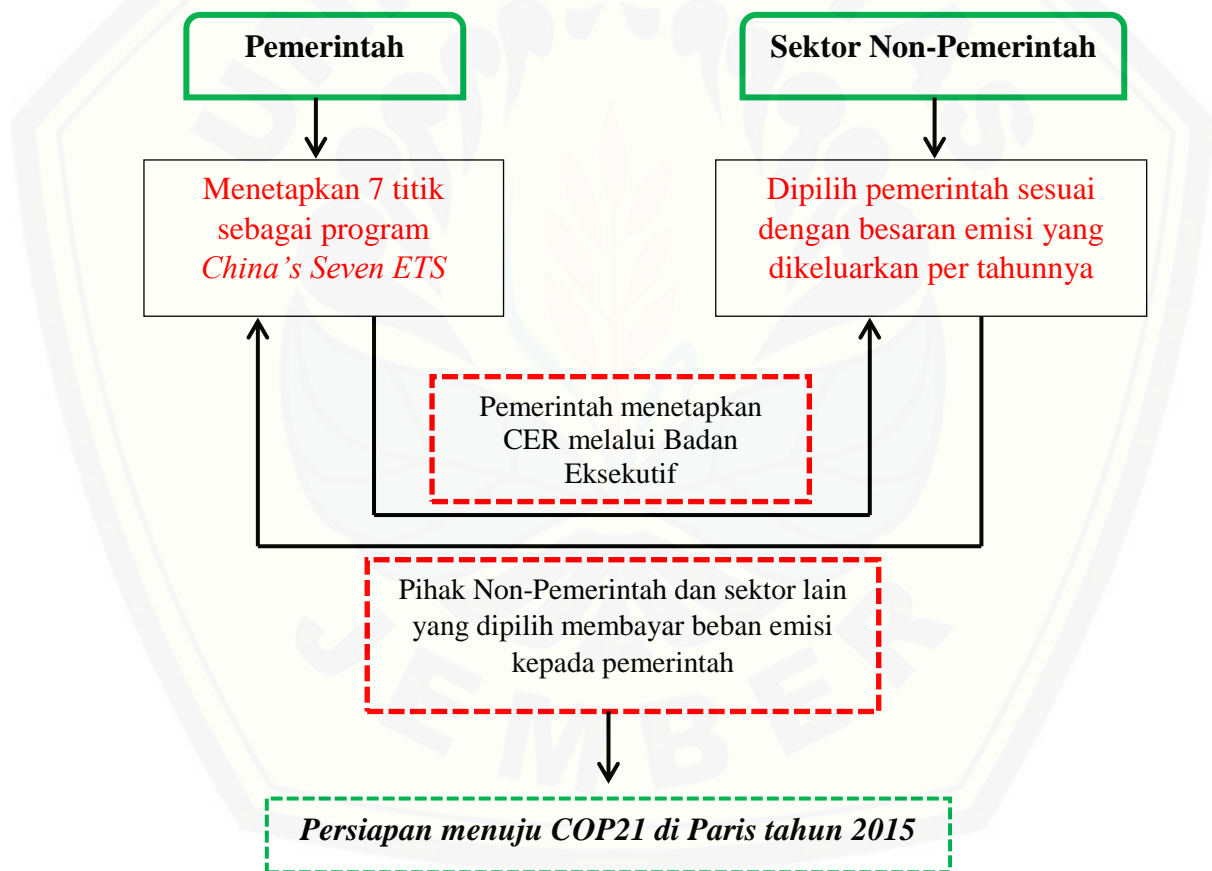 Pemerintah
Sektor Non-Pemerintah
Menetapkan 7 titik
sebagai program
China's Seven ETS
Dipilih pemerintah sesuai
dengan besaran emisi yang
dikeluarkan per tahunnya
Pemerintah menetapkan
CER melalui Badan
Eksekutif
Pihak Non-Pemerintah dan sektor lain
yang dipilih membayar beban emisi
kepada pemerintah
Persiapan menuju COP21 di Paris tahun 2015
JEMBER